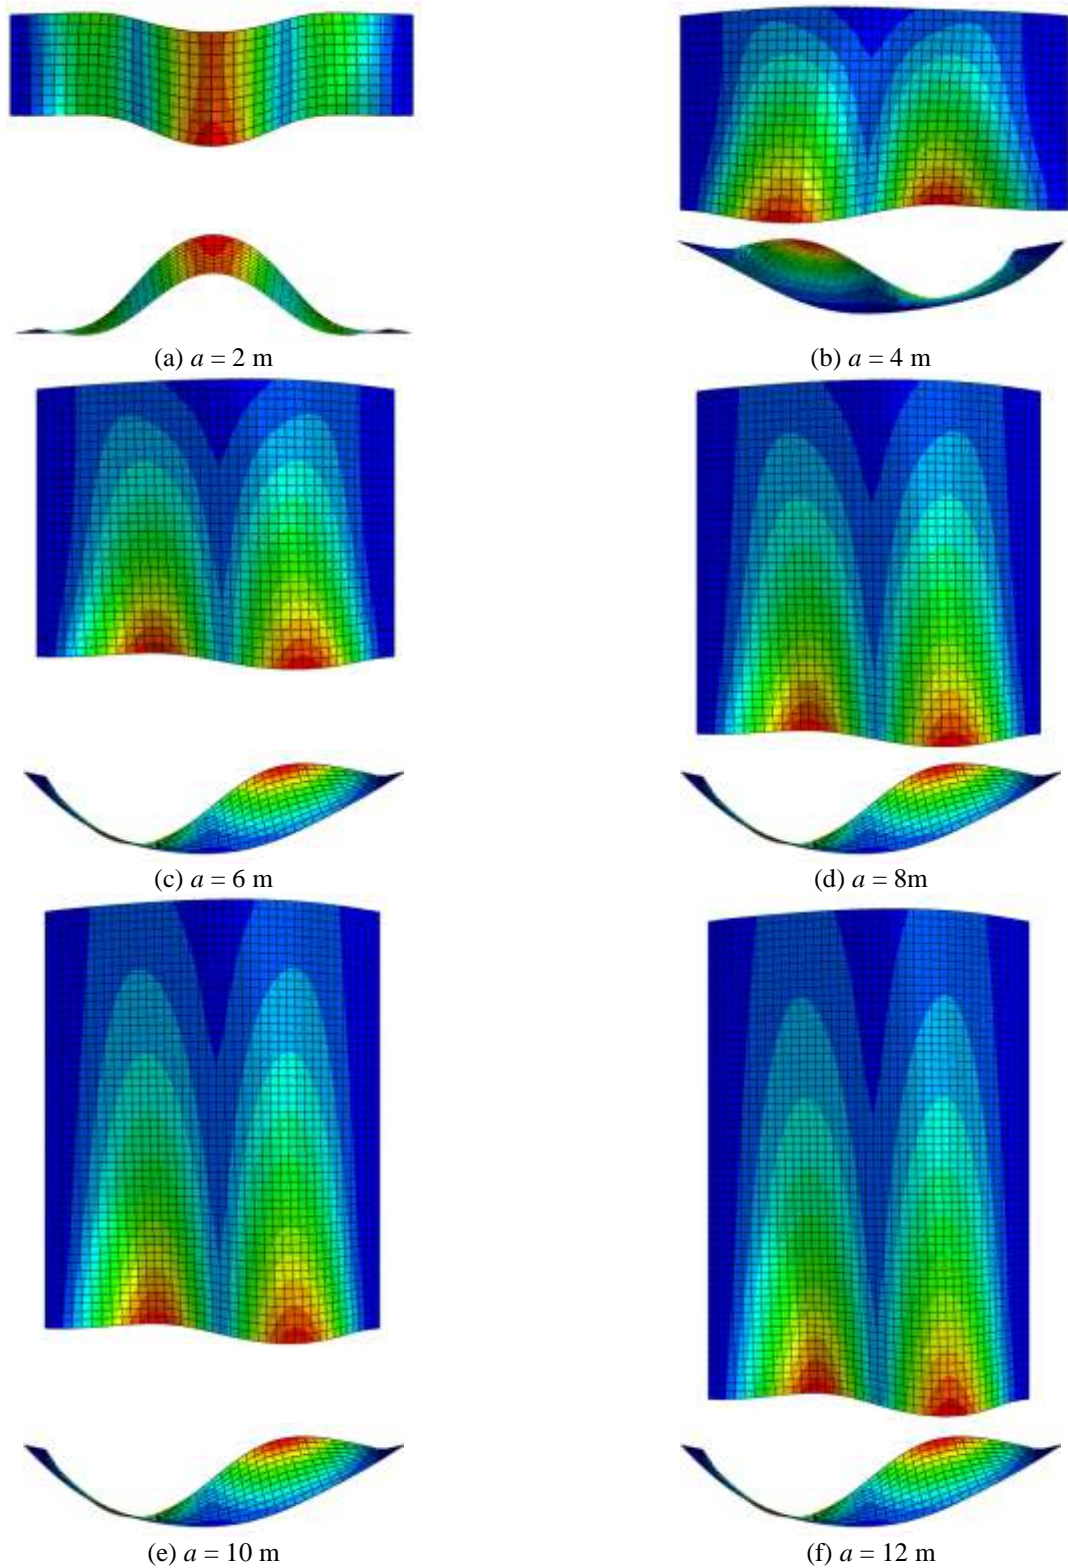 (a) a = 2 m
(b) a = 4 m
(c) a = 6 m
(d) a = 8m
(e) a = 10 m
(f) a = 12 m